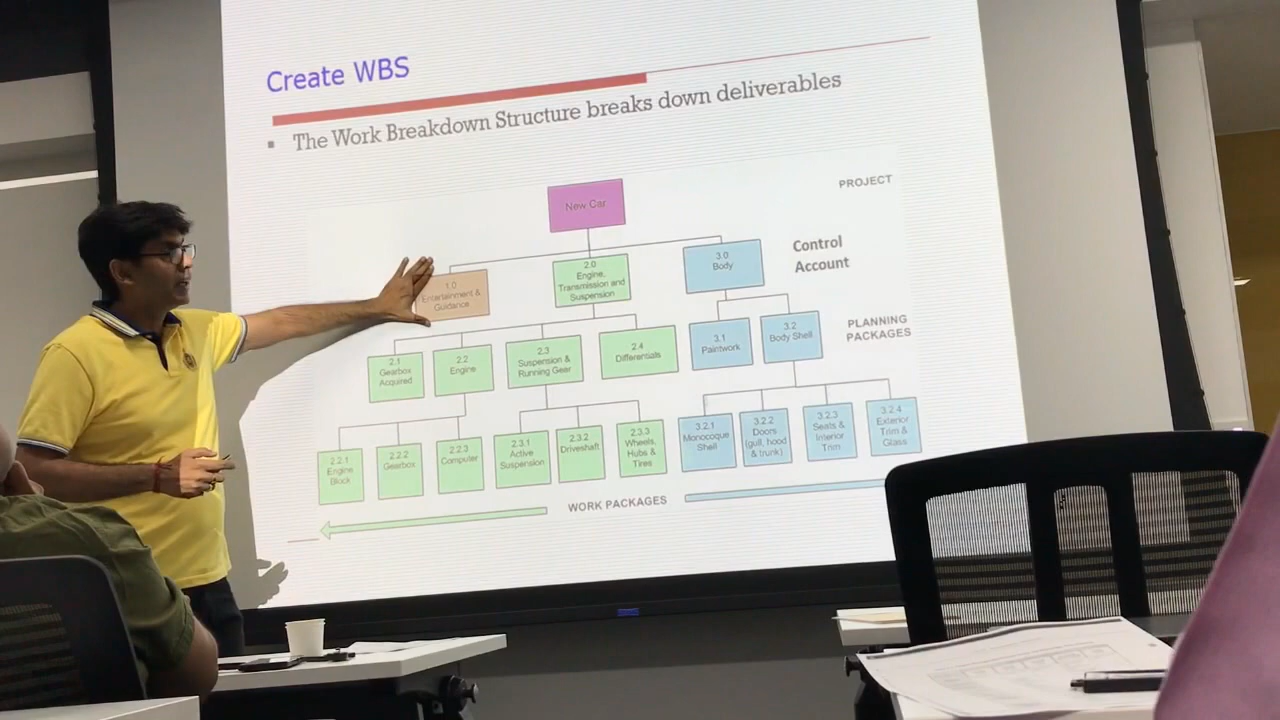 Create WBS
▪ The Work Breakdown Structure breaks down deliverables
PROJECT
New Car
Control
Account
1.0
Entertainment &
Guidance
2.0
Engine,
Transmission and
Suspension
3.0
Body
PLANNING
PACKAGES
2.1
Gearbox
Acquired
2.2
Engine
2.3
Suspension &
Running Gear
2.4
Differentials
3.1
Paintwork
3.2
Body Shell
2.2.1
Engine
Block
2.2.2
Gearbox
2.2.3
Computer
2.3.1
Active
Suspension
2.3.2
Driveshaft
2.3.3
Wheels,
Hubs &
Tires
3.2.1
Monocoque
Shell
3.2.2
Doors
(gull, hood
& trunk)
3.2.3
Seats &
Interior
Trim
3.2.4
Exterior
Trim &
Glass
WORK PACKAGES